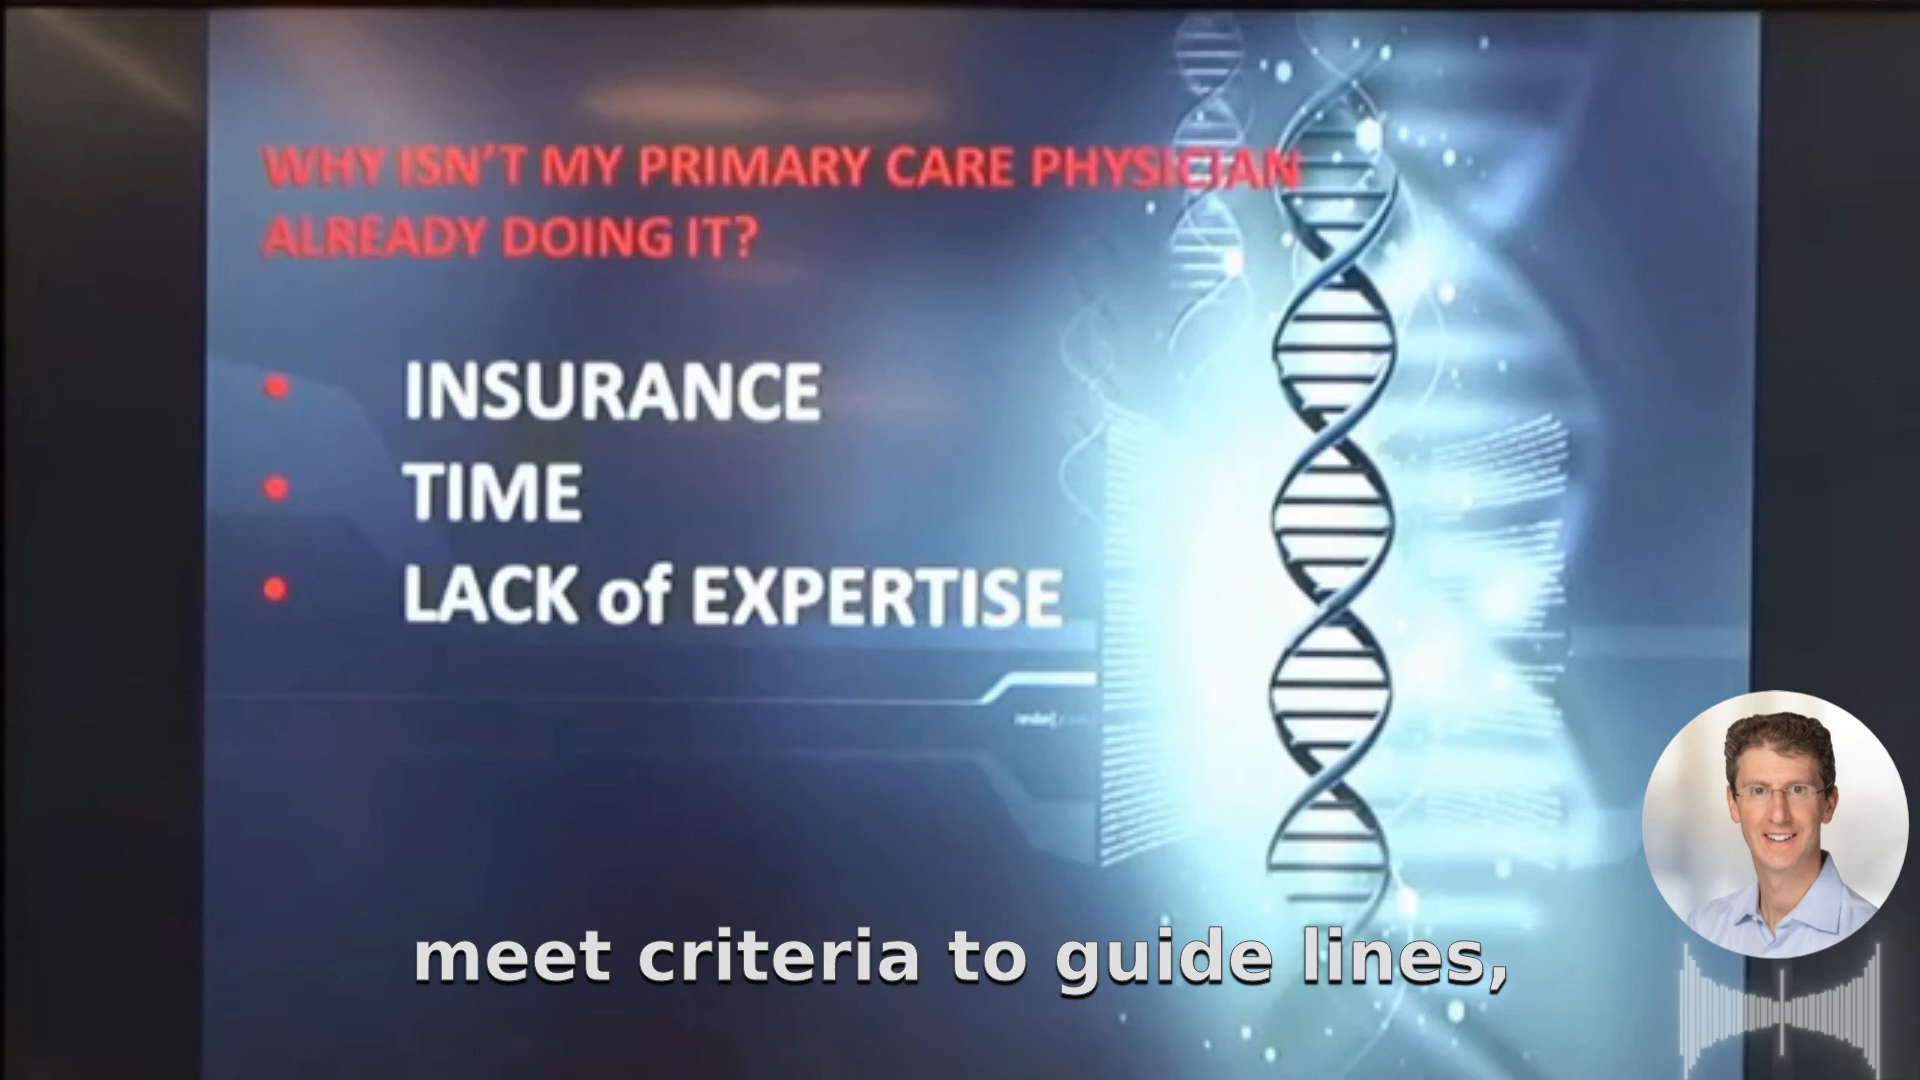 WHY ISN'T MY PRIMARY CARE PHYSICIAN
ALREADY DOING IT?
• INSURANCE
• TIME
• LACK of EXPERTISE
meet criteria to guide lines,